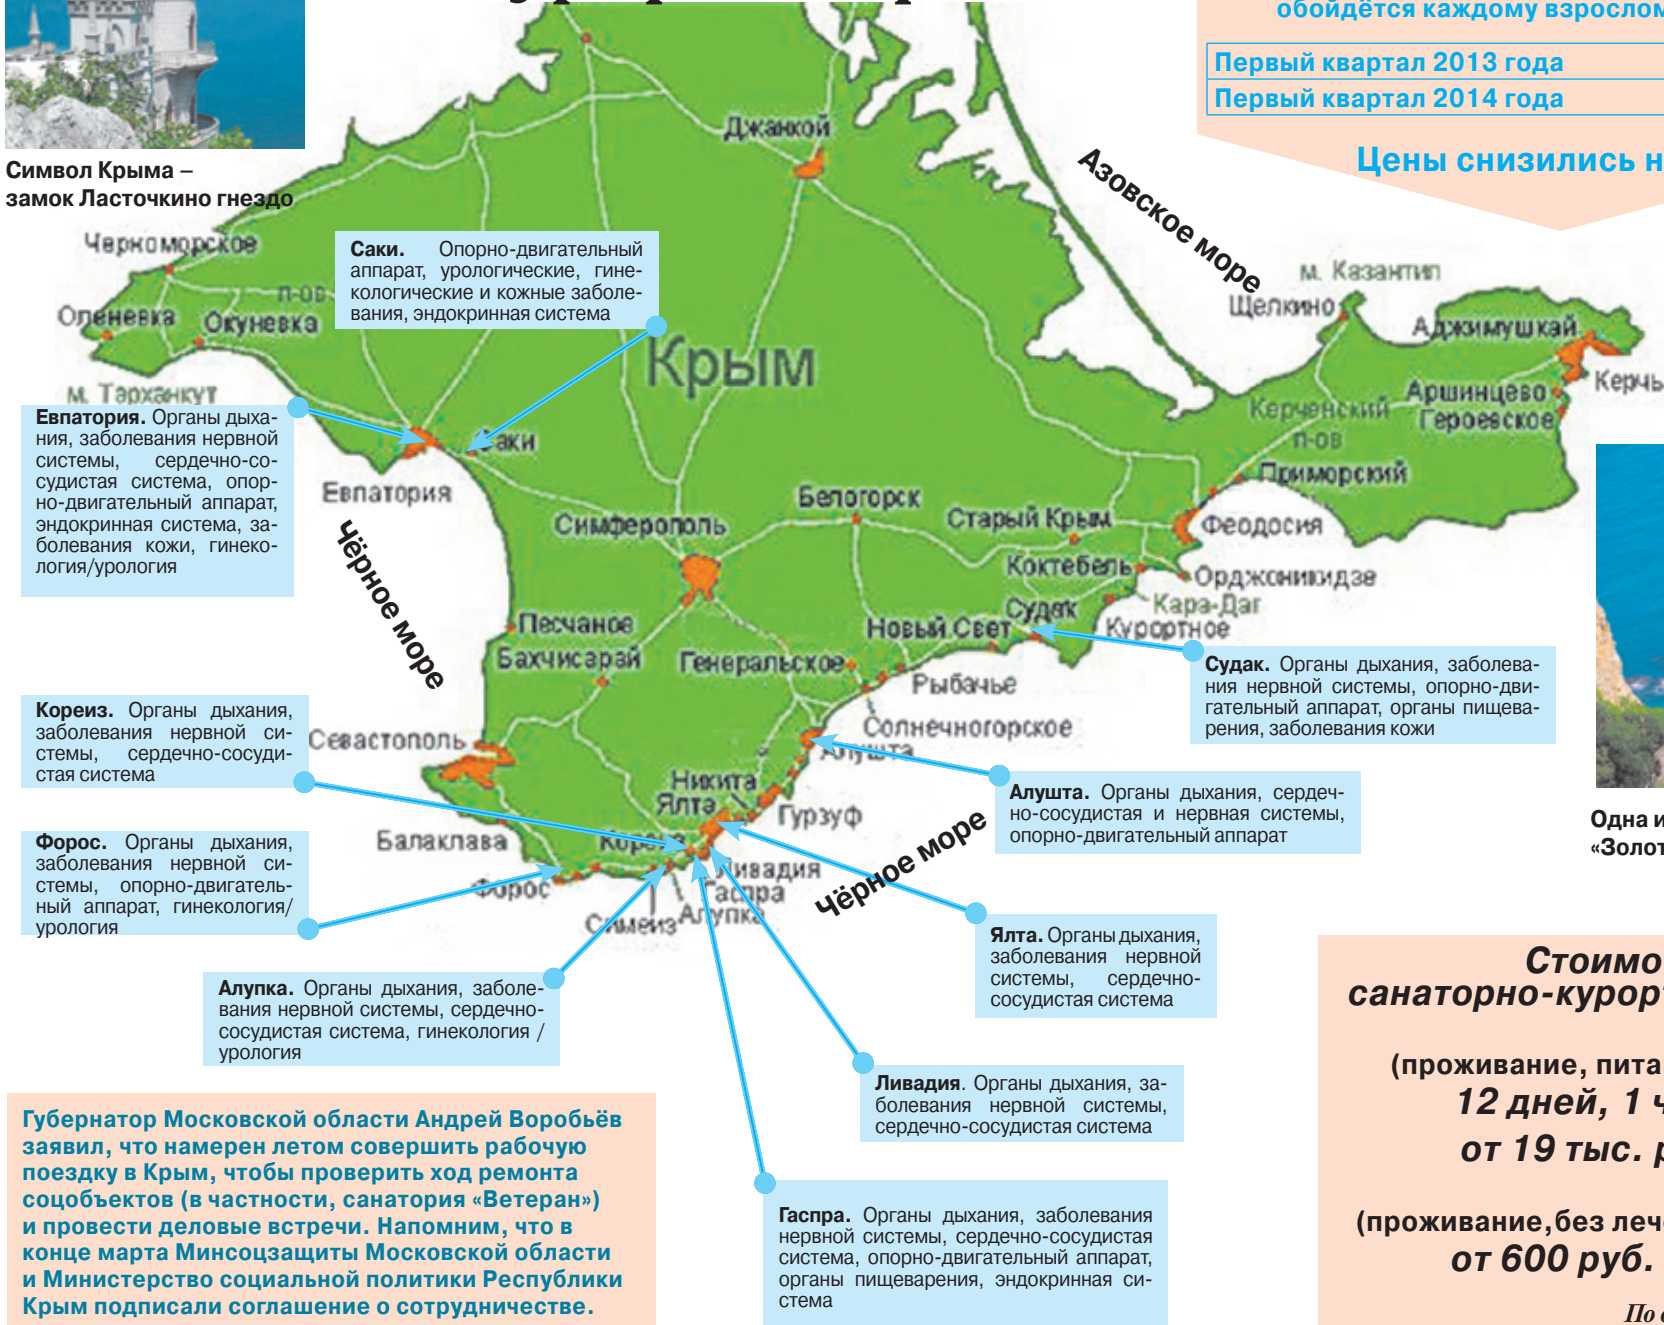 обойдётся каждому
Первый квартал 2013 года
Первый квартал 2014 года
Цены снизились
Символ Крыма –
замок Ласточкино гнездо
Джанкой
Азовское море
Черноморское
п-ов
Оленевка
Окуневка
м. Тарханкут
Саки. Опорно-двигательный
аппарат, урологические, гине-
кологические и кожные заболе-
вания, эндокринная система
Крым
м. Казантип
Щелкино
Аджимушкай
Керчь
Аршинцево
Героевское
Керченский
п-ов
Приморский
Евпатория. Органы дыха-
ния, заболевания нервной
системы, сердечно-со-
судистая система, опор-
но-двигательный аппарат,
эндокринная система, за-
болевания кожи, гинеко-
логия/урология
Саки
Евпатория
Чёрное море
Симферополь
Белогорск
Старый Крым
Феодосия
Коктебель
Орджоникидзе
Кара-Даг
Судак
Курортное
Новый Свет
Песчаное
Бахчисарай
Генеральское
Рыбачье
Солнечногорское
Алушта
Судак. Органы дыхания, заболева-
ния нервной системы, опорно-дви-
гательный аппарат, органы пищева-
рения, заболевания кожи
Кореиз. Органы дыхания,
заболевания нервной си-
стемы, сердечно-сосуди-
стая система
Севастополь
Никита
Ялта
Гурзуф
Балаклава
Кореиз
Ливадия
Гаспра
Алупка
Симеиз
Форос
Чёрное море
Алушта. Органы дыхания, сердеч-
но-сосудистая и нервная системы,
опорно-двигательный аппарат
Одна
Форос. Органы дыхания,
заболевания нервной си-
стемы, опорно-двигатель-
ный аппарат, гинекология/
урология
Ялта. Органы дыхания,
заболевания нервной
системы, сердечно-
сосудистая система
Алупка. Органы дыхания, заболе-
вания нервной системы, сердечно-
сосудистая система, гинекология /
урология
Ливадия. Органы дыхания, за-
болевания нервной системы,
сердечно-сосудистая система
Гаспра. Органы дыхания, заболевания
нервной системы, сердечно-сосудистая
система, опорно-двигательный аппарат,
органы пищеварения, эндокринная си-
стема
Губернатор Московской области Андрей Воробьёв
заявил, что намерен летом совершить рабочую
поездку в Крым, чтобы проверить ход ремонта
соцобъектов (в частности, санатория «Ветеран»)
и провести деловые встречи. Напомним, что в
конце марта Минсоцзащиты Московской области
и Министерство социальной политики Республики
Крым подписали соглашение о сотрудничестве.
(проживание,
12 дней, 1
от 19 тыс.
(проживание,без
от 600 руб.
По